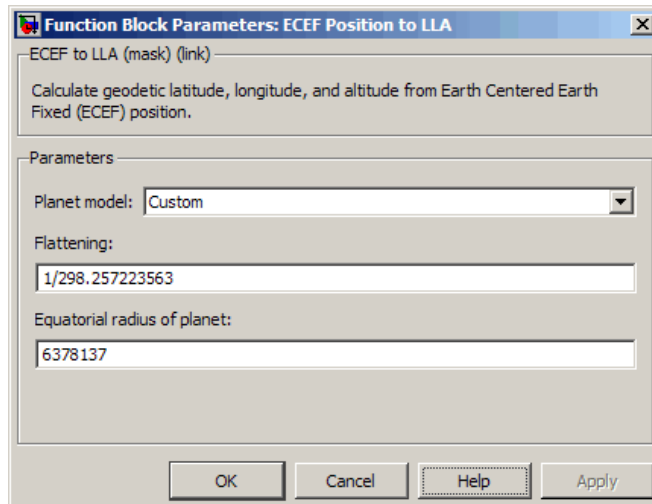 Function Block Parameters: ECEF Position to LLA
ECEF to LLA (mask) (link)
Calculate geodetic latitude, longitude, and altitude from Earth Centered Earth
Fixed (ECEF) position.
Parameters
Planet model: Custom
Flattening:
1/298.257223563
Equatorial radius of planet:
6378137
OK Cancel Help Apply